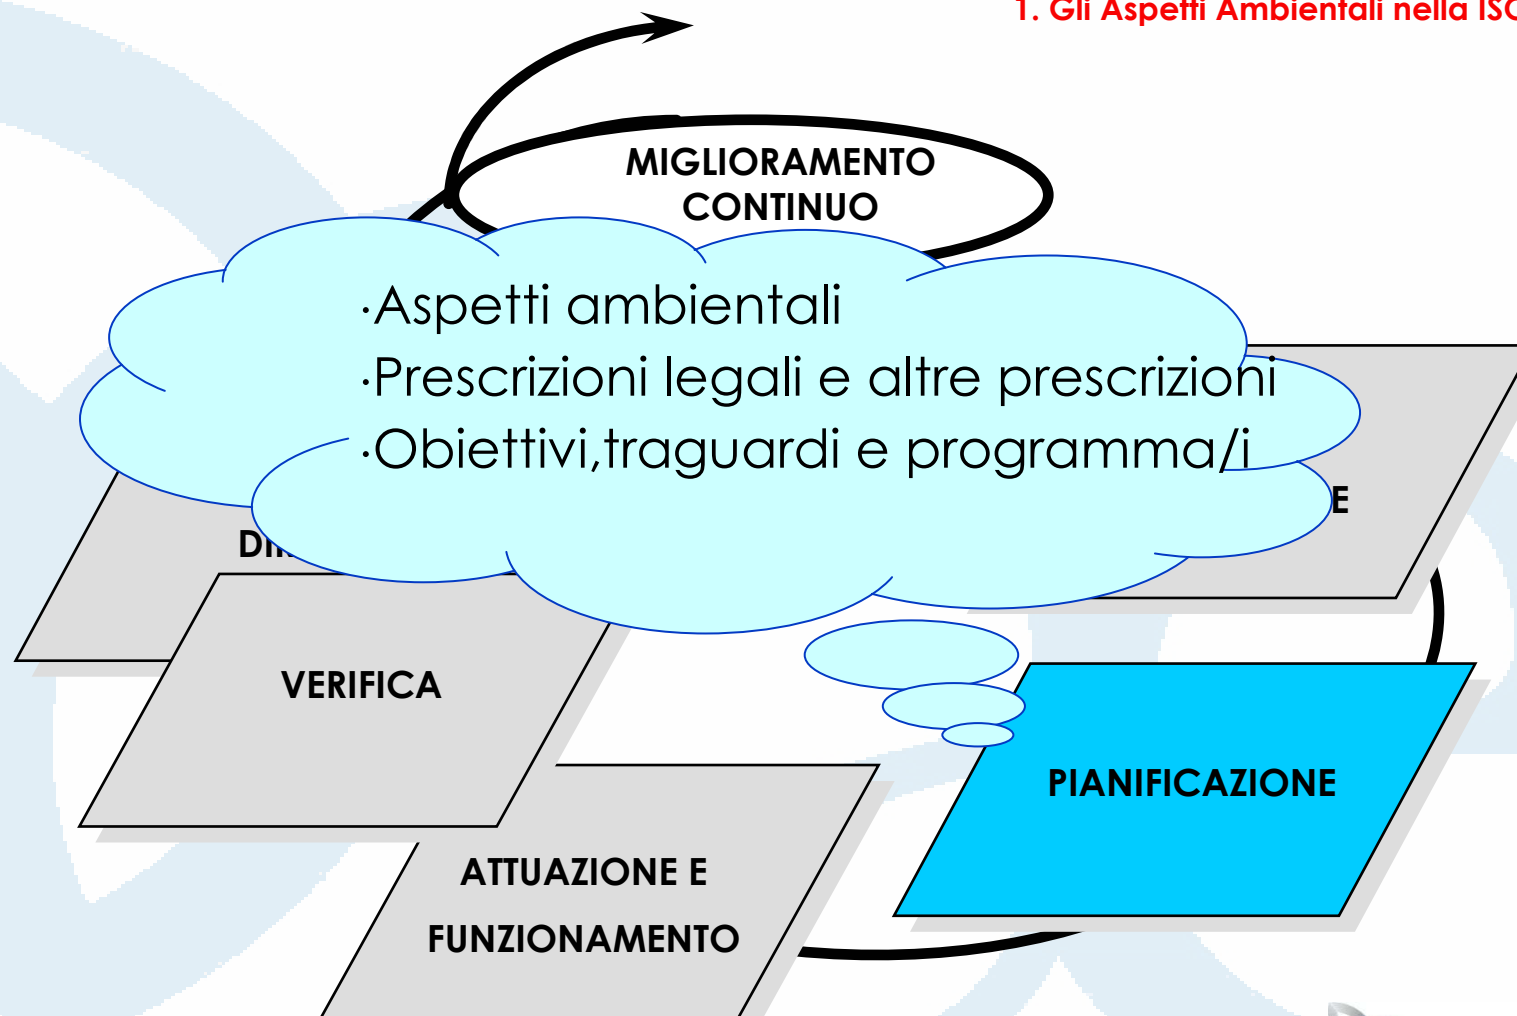 1. Gli Aspetti Ambientali nella
MIGLIORAMENTO
CONTINUO
·Aspetti ambientali
·Prescrizioni legali e altre prescrizioni
·Obiettivi,traguardi e programma/i
VERIFICA
PIANIFICAZIONE
ATTUAZIONE E
FUNZIONAMENTO